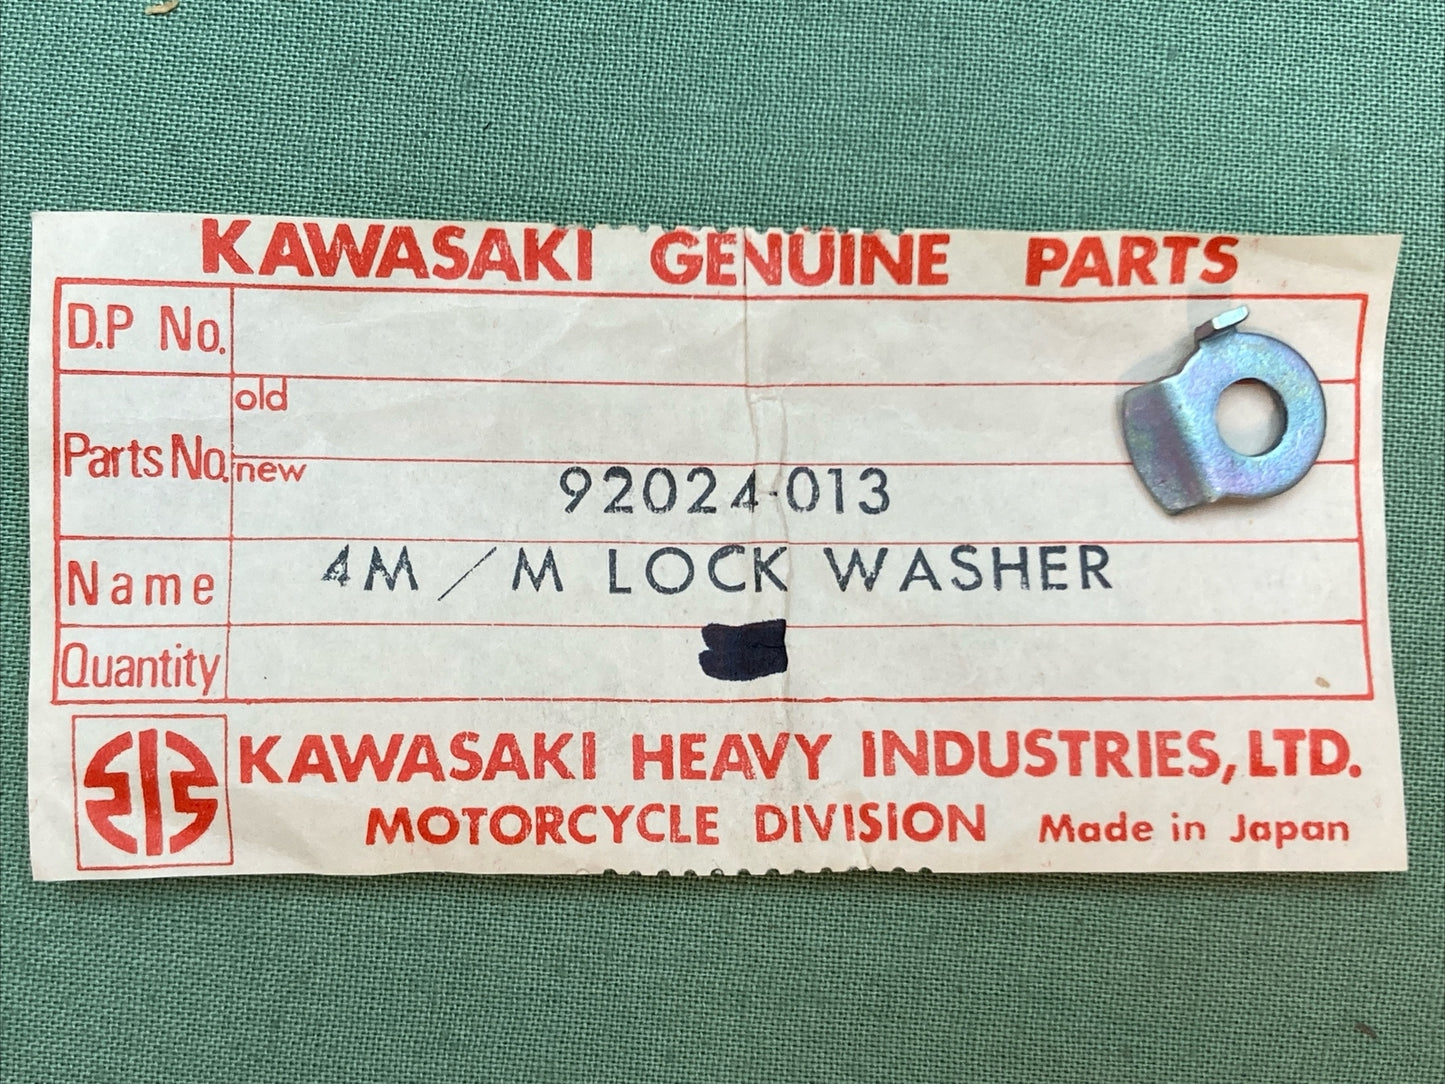 KAWASAKI GENUINE PARTS
D.P No.
old
Parts No. new 92024-013
Name 4M/M LOCK WASHER
Quantity
KAWASAKI HEAVY INDUSTRIES, LTD.
MOTORCYCLE DIVISION Made in Japan